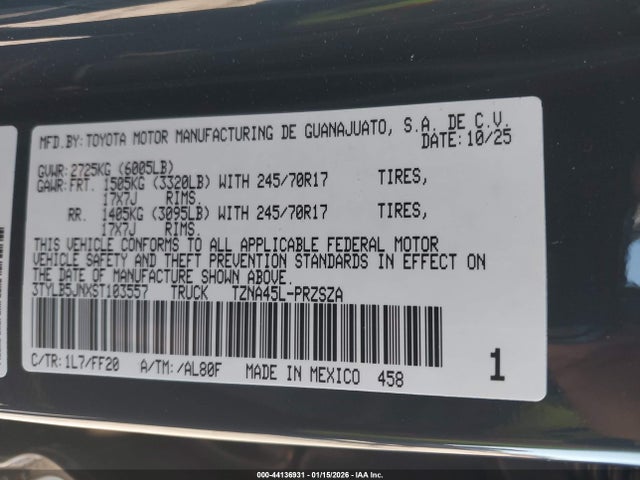 MFD.BY:TOYOTA MOTOR MANUFACTURING DE GUANAJUATO, S.A. DE C.V.
DATE:10/25
GVWR:2725KG (6005LB)
GAWR:FRT. 1505KG (3320LB) WITH 245/70R17 TIRES,
17X7J RIMS.
RR. 1405KG (3095LB) WITH 245/70R17 TIRES,
17X7J RIMS.
THIS VEHICLE CONFORMS TO ALL APPLICABLE FEDERAL MOTOR
VEHICLE SAFETY AND THEFT PREVENTION STANDARDS IN EFFECT ON
THE DATE OF MANUFACTURE SHOWN ABOVE.
3TYLB5JNXST103557 TRUCK TZNA45L-PRZSZA
C/TR:1L7/FF20 A/TM:/AL80F MADE IN MEXICO 458 1
000-44136931 - 01/15/2026 - IAA Inc.